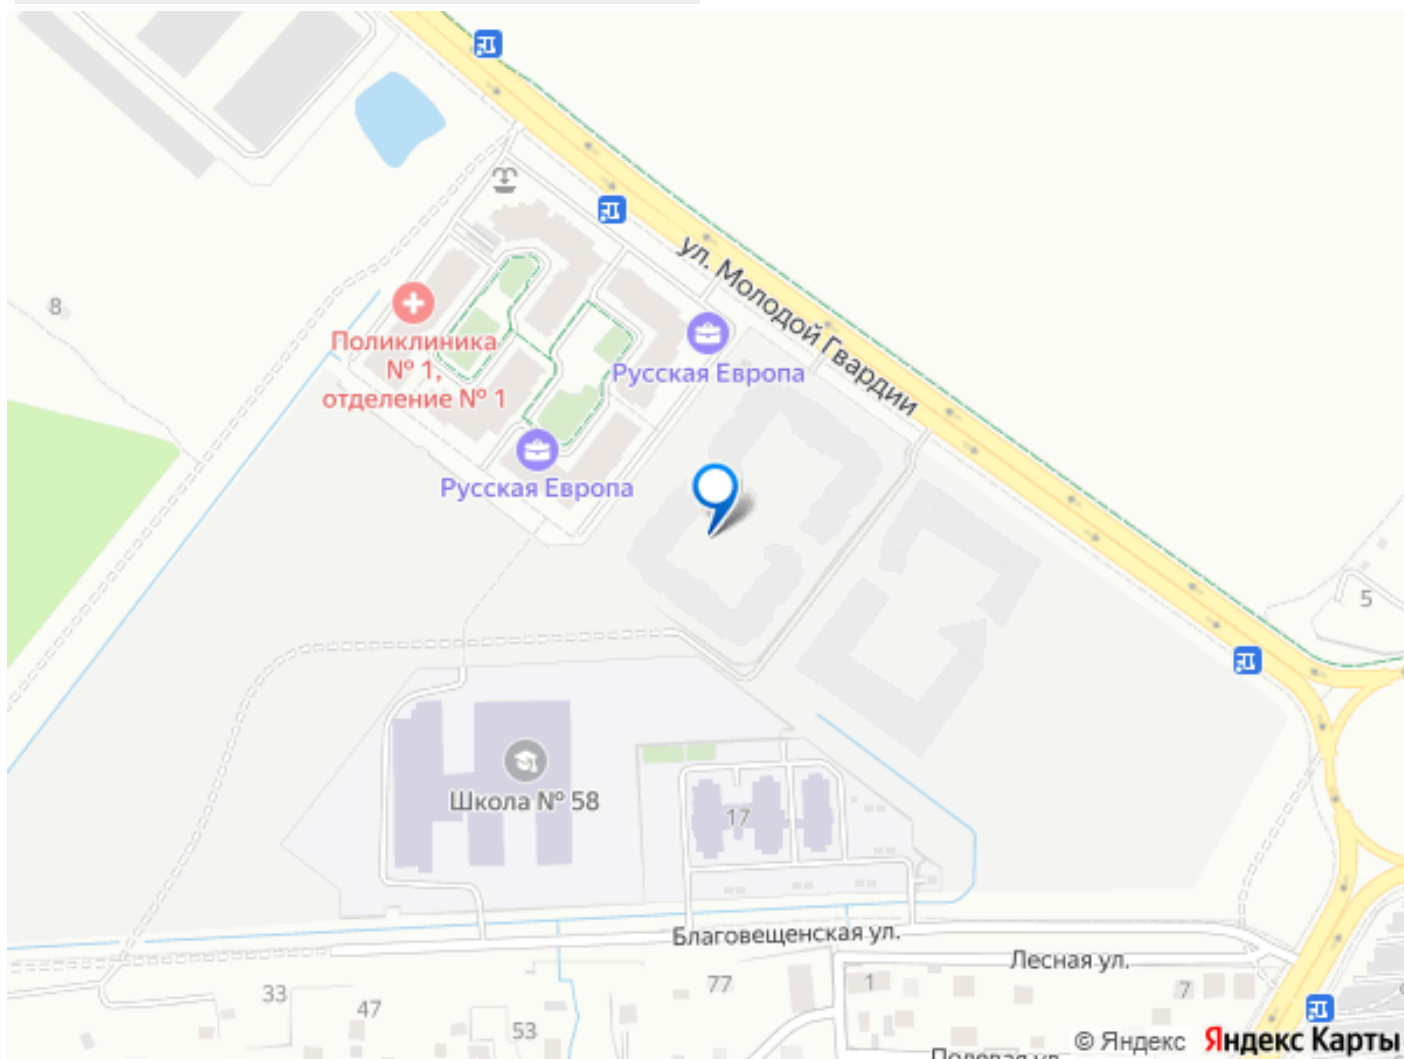 ул. Молодой Гвардии
8
Поликлиника
№ 1,
отделение № 1
Русская Европа
Русская Европа
5
Школа № 58
17
Благовещенская ул.
Лесная ул.
33
47
53
77
1
7
© Яндекс Яндекс Карты